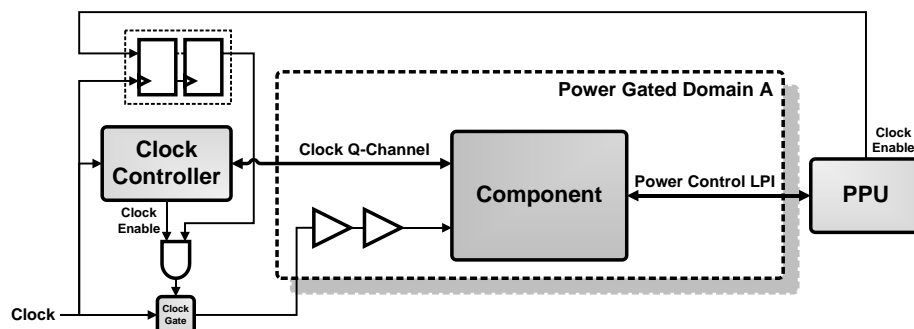 Power Gated Domain A
Clock
Enable
Clock
Controller
Clock Q-Channel
Component
Power Control LPI
PPU
Clock
Enable
Clock
Clock
Gate